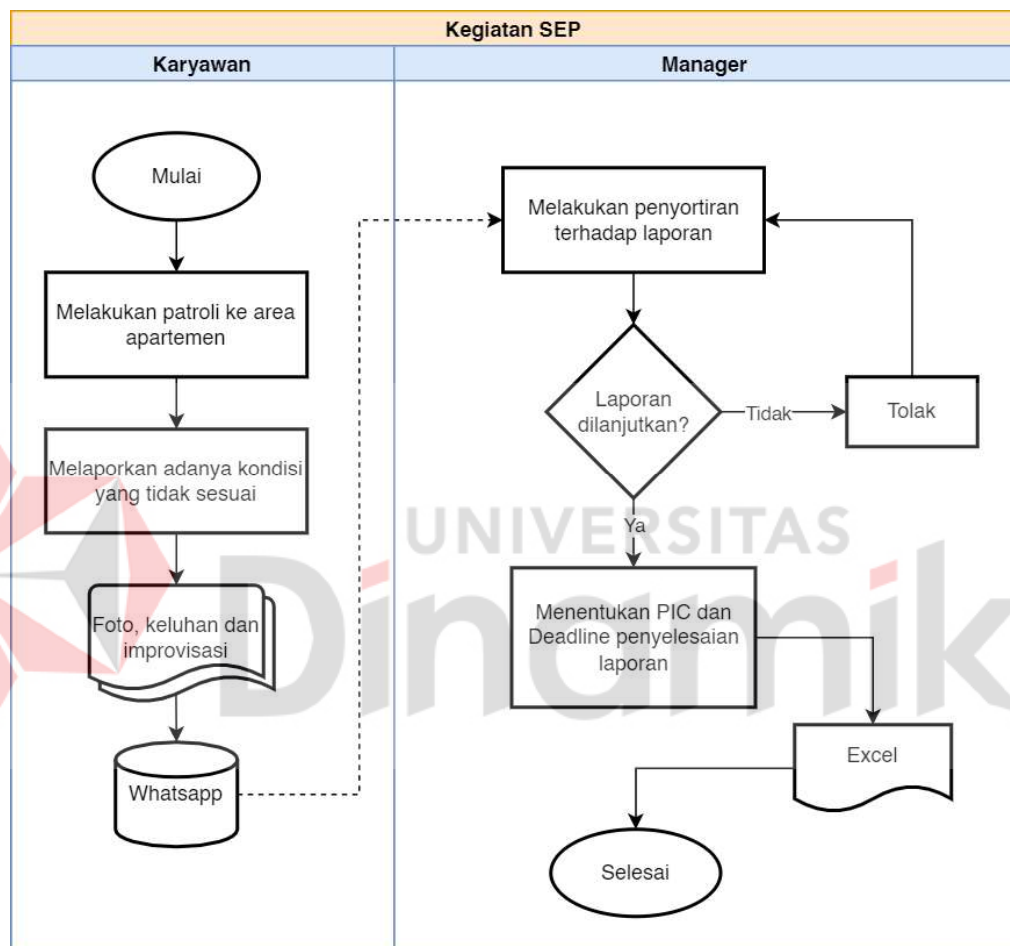 Kegiatan SEP
Karyawan
Manager
Mulai
Melakukan patroli ke area
apartemen
Melaporkan adanya kondisi
yang tidak sesuai
Foto, keluhan dan
improvisasi
Whatsapp
Melakukan penyortiran
terhadap laporan
Laporan
dilanjutkan?
Tidak
Tolak
Ya
Menentukan PIC dan
Deadline penyelesaian
laporan
Excel
Selesai
UNIVERSITAS
Dinamik